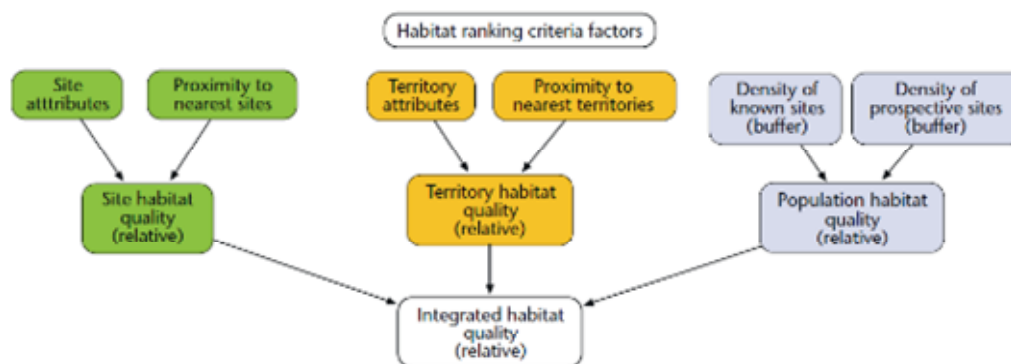 Habitat ranking criteria factors
Site
atttributes
Proximity to
nearest sites
Territory
attributes
Proximity to
nearest territories
Density of
known sites
(buffer)
Density of
prospective sites
(buffer)
Site habitat
quality
(relative)
Territory habitat
quality
(relative)
Population habitat
quality
(relative)
Integrated habitat
quality
(relative)